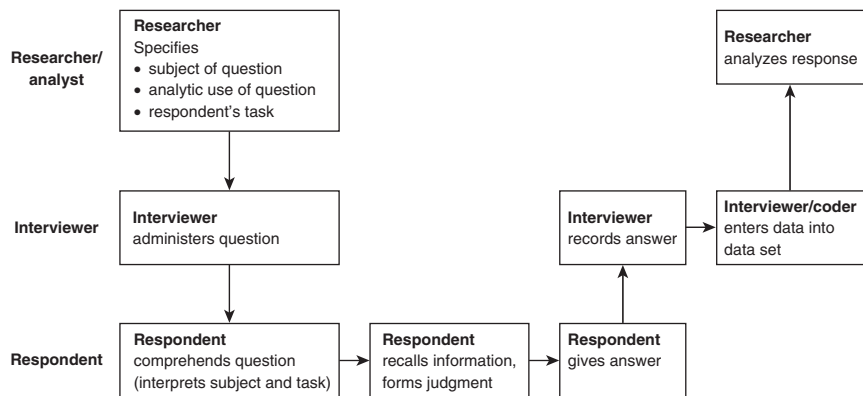 Researcher/
analyst
Researcher
Specifies
• subject of question
• analytic use of question
• respondent's task
Researcher
analyzes response
Interviewer
Interviewer
administers question
Interviewer
records answer
Interviewer/coder
enters data into
data set
Respondent
Respondent
comprehends question
(interprets subject and task)
Respondent
recalls information,
forms judgment
Respondent
gives answer